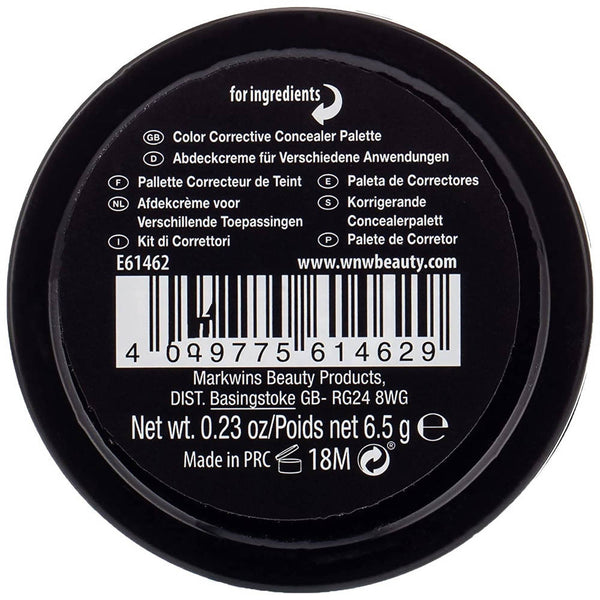 for ingredients
GB Color Corrective Concealer Palette
D Abdeckcreme für Verschiedene Anwendungen
F Pallette Correcteur de Teint
E Paleta de Correctores
NL Afdekcrème voor
Verschillende Toepassingen
S Korrigerande
Concealerpalett
I Kit di Correttori
P Palete de Corretor
E61462
www.wnwbeauty.com
4 049775 614629
Markwins Beauty Products,
DIST. Basingstoke GB- RG24 8WG
Net wt. 0.23 oz/Poids net 6.5 g ℮
Made in PRC 18M ®